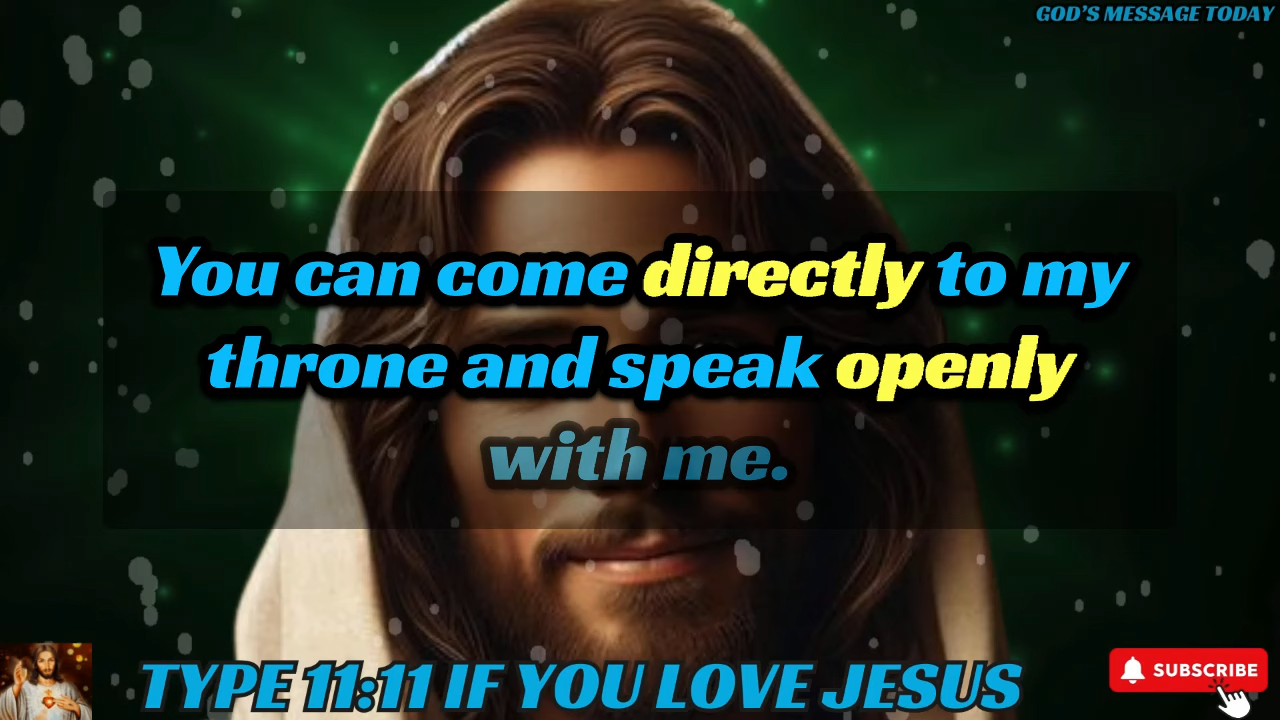 GOD'S MESSAGE TODAY
You can come directly to my
throne and speak openly
with me.
TYPE 11:11 IF YOU LOVE JESUS
SUBSCRIBE